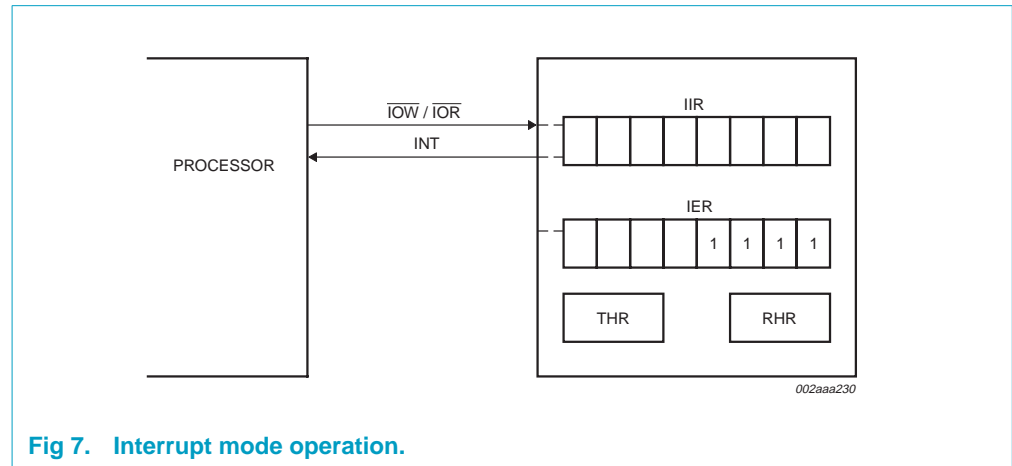 IOW / IOR
IIR
INT
PROCESSOR
IER
1 1 1 1
THR RHR
002aaa230
Fig 7. Interrupt mode operation.